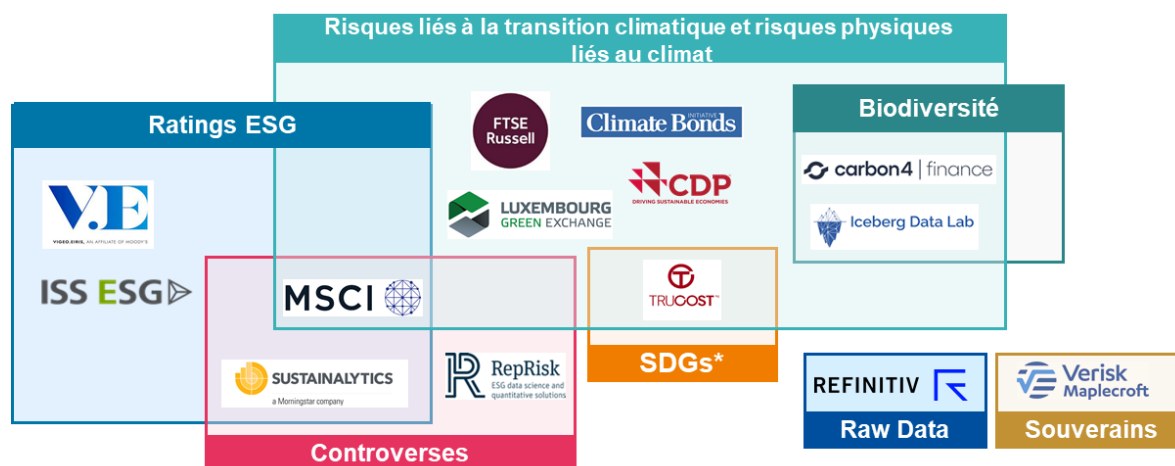 Risques liés à la transition climatique et risques physiques
liés au climat
Ratings ESG
Biodiversité
FTSE
Russell
Climate Bonds
INITIATIVE
CDP
DRIVING SUSTAINABLE ECONOMIES
carbon4 | finance
V.E
VIGEO EIRIS, AN AFFILIATE OF MOODY'S
LUXEMBOURG
GREEN EXCHANGE
Iceberg Data Lab
ISS ESG
MSCI
TRUCOST™
SDGs*
SUSTAINALYTICS
a Morningstar company
RepRisk
ESG data science and
quantitative solutions
REFINITIV
Verisk
Maplecroft
Raw Data
Souverains
Controverses